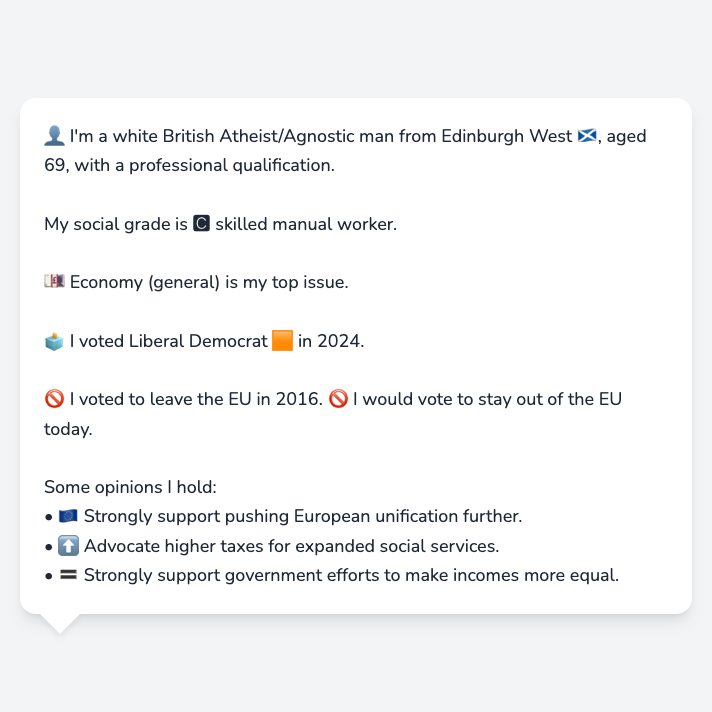 👤 I'm a white British Atheist/Agnostic man from Edinburgh West 🏴󠁧󠁢󠁳󠁣󠁴󠁿, aged
69, with a professional qualification.
My social grade is 🅲 skilled manual worker.
💷 Economy (general) is my top issue.
🗳️ I voted Liberal Democrat 🟧 in 2024.
🚫 I voted to leave the EU in 2016. 🚫 I would vote to stay out of the EU
today.
Some opinions I hold:
• 🇪🇺 Strongly support pushing European unification further.
• ⬆️ Advocate higher taxes for expanded social services.
• 🟰 Strongly support government efforts to make incomes more equal.